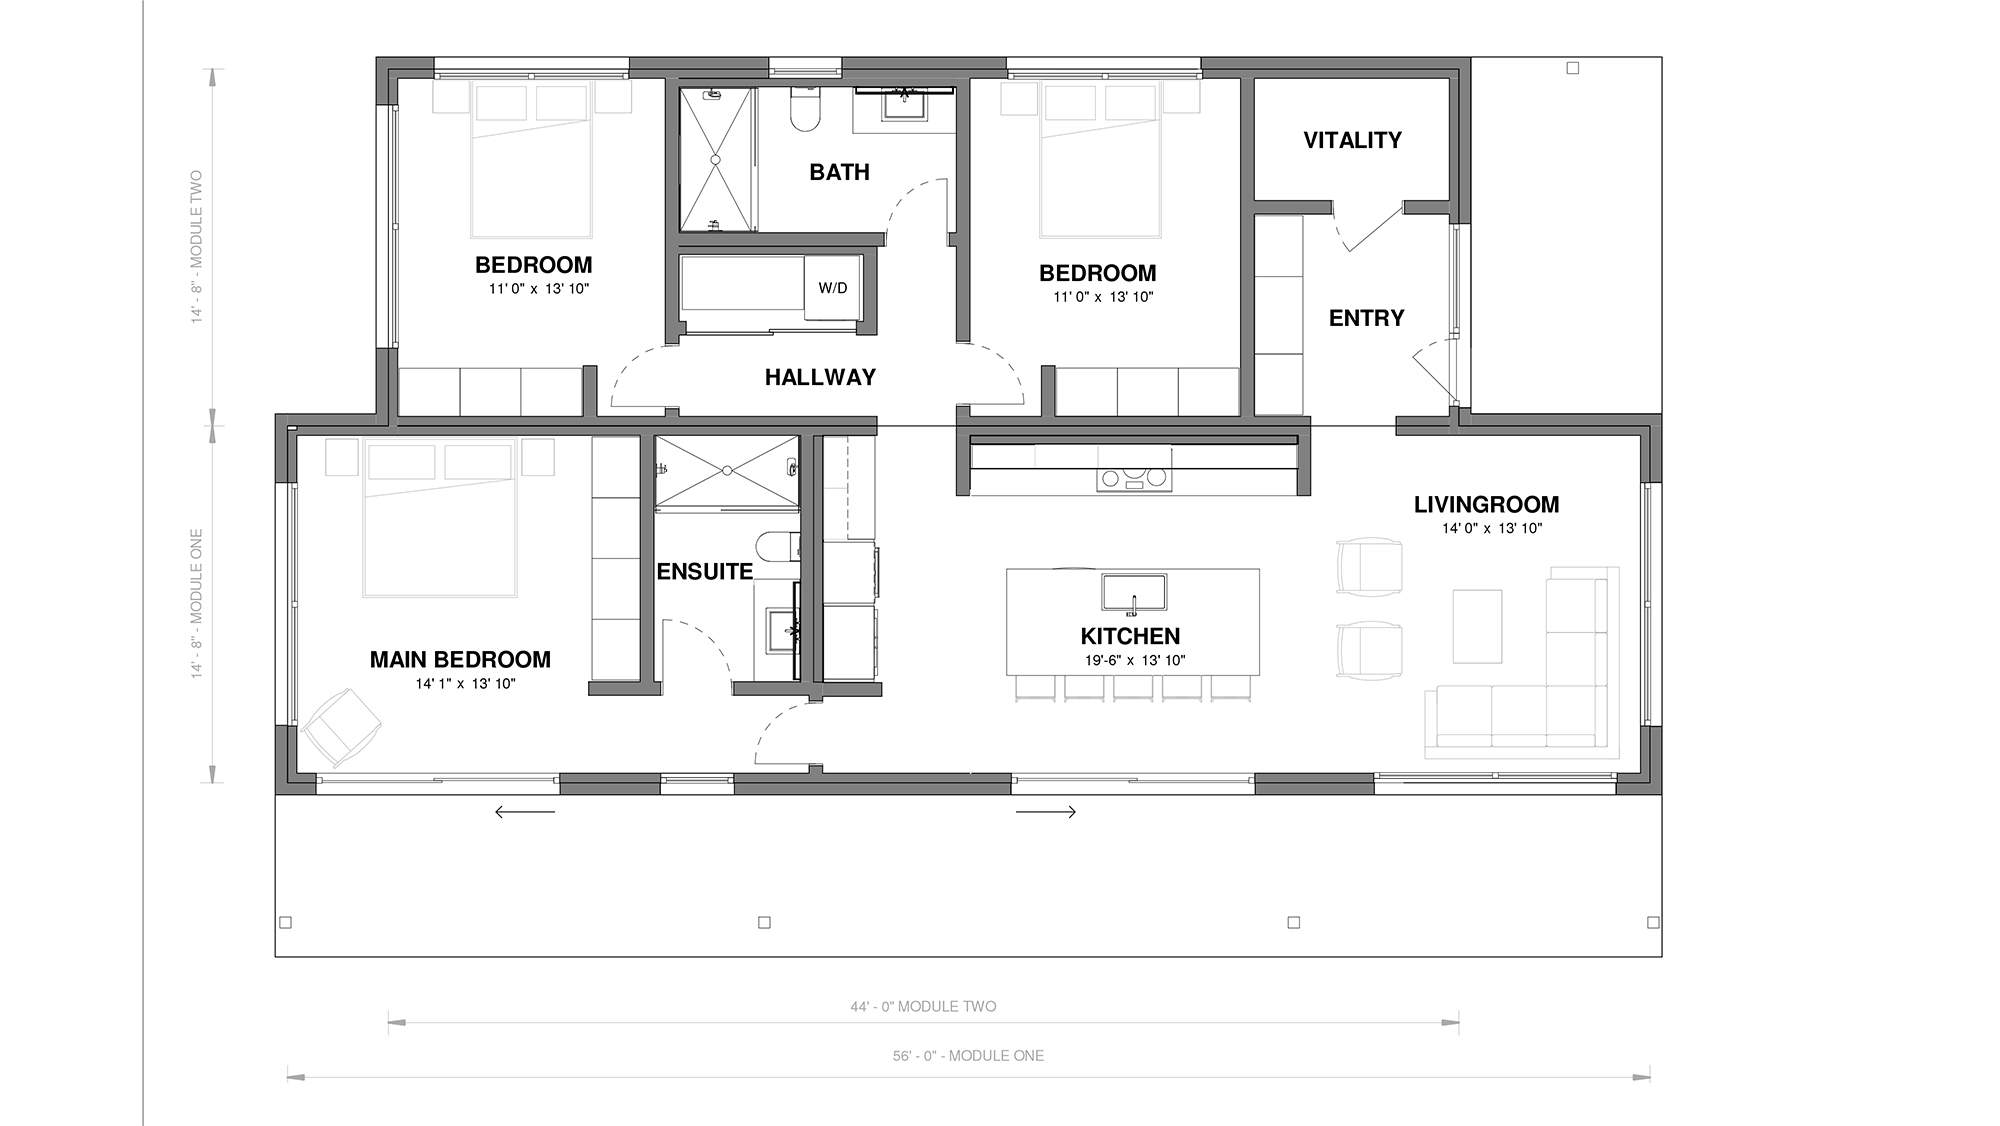 VITALITY
BATH
14' - 8" - MODULE TWO
BEDROOM
11' 0" x 13' 10"
BEDROOM
11' 0" x 13' 10"
W/D
ENTRY
HALLWAY
LIVINGROOM
14' 0" x 13' 10"
14' - 8" - MODULE ONE
ENSUITE
KITCHEN
19'-6" x 13' 10"
MAIN BEDROOM
14' 1" x 13' 10"
44' - 0" MODULE TWO
56' - 0" - MODULE ONE